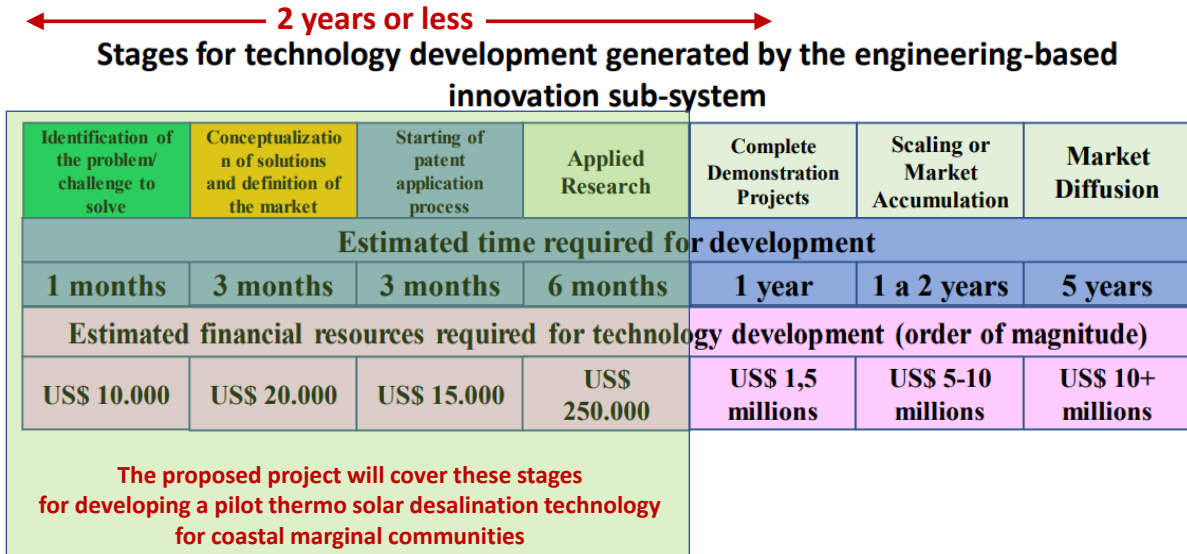 2 years or less
Stages for technology development generated by the engineering-based
innovation sub-system
Identification of
the problem/
challenge to
solve
Conceptualizatio
n of solutions
and definition of
the market
Starting of
patent
application
process
Applied
Research
Complete
Demonstration
Projects
Scaling or
Market
Accumulation
Market
Diffusion
Estimated time required for development
1 months
3 months
3 months
6 months
1 year
1 a 2 years
5 years
Estimated financial resources required for technology development (order of magnitude)
US$ 10.000
US$ 20.000
US$ 15.000
US$
250.000
US$ 1,5
millions
US$ 5-10
millions
US$ 10+
millions
The proposed project will cover these stages
for developing a pilot thermo solar desalination technology
for coastal marginal communities